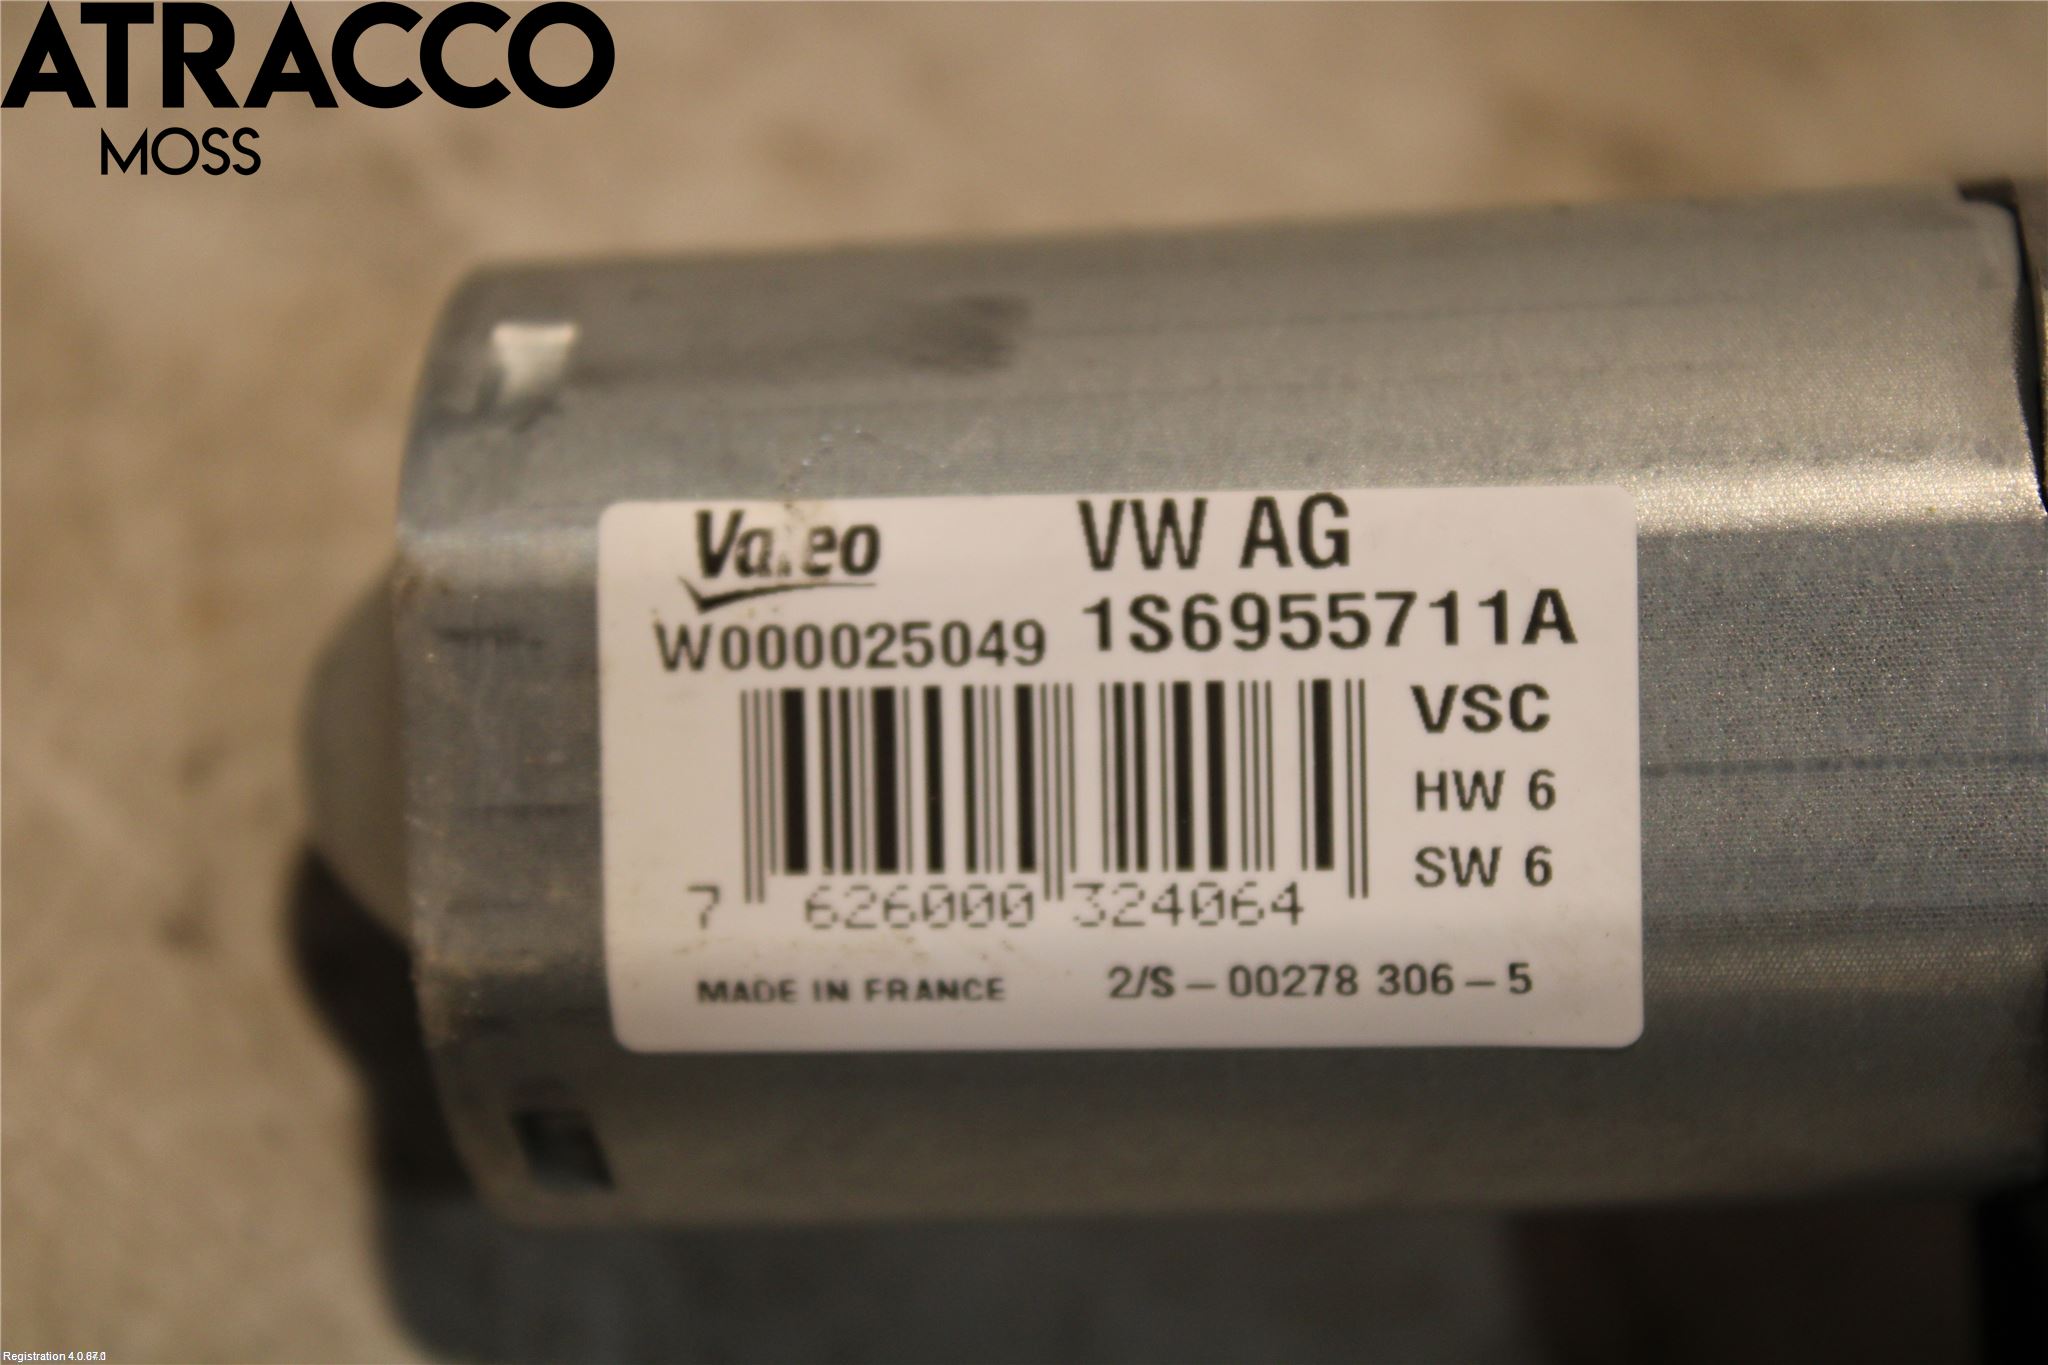 ATRACCO
MOSS
Valeo
VW AG
W000025049
1S6955711A
VSC
HW 6
SW 6
7 626000 324064
MADE IN FRANCE
2/S - 00278 306 - 5